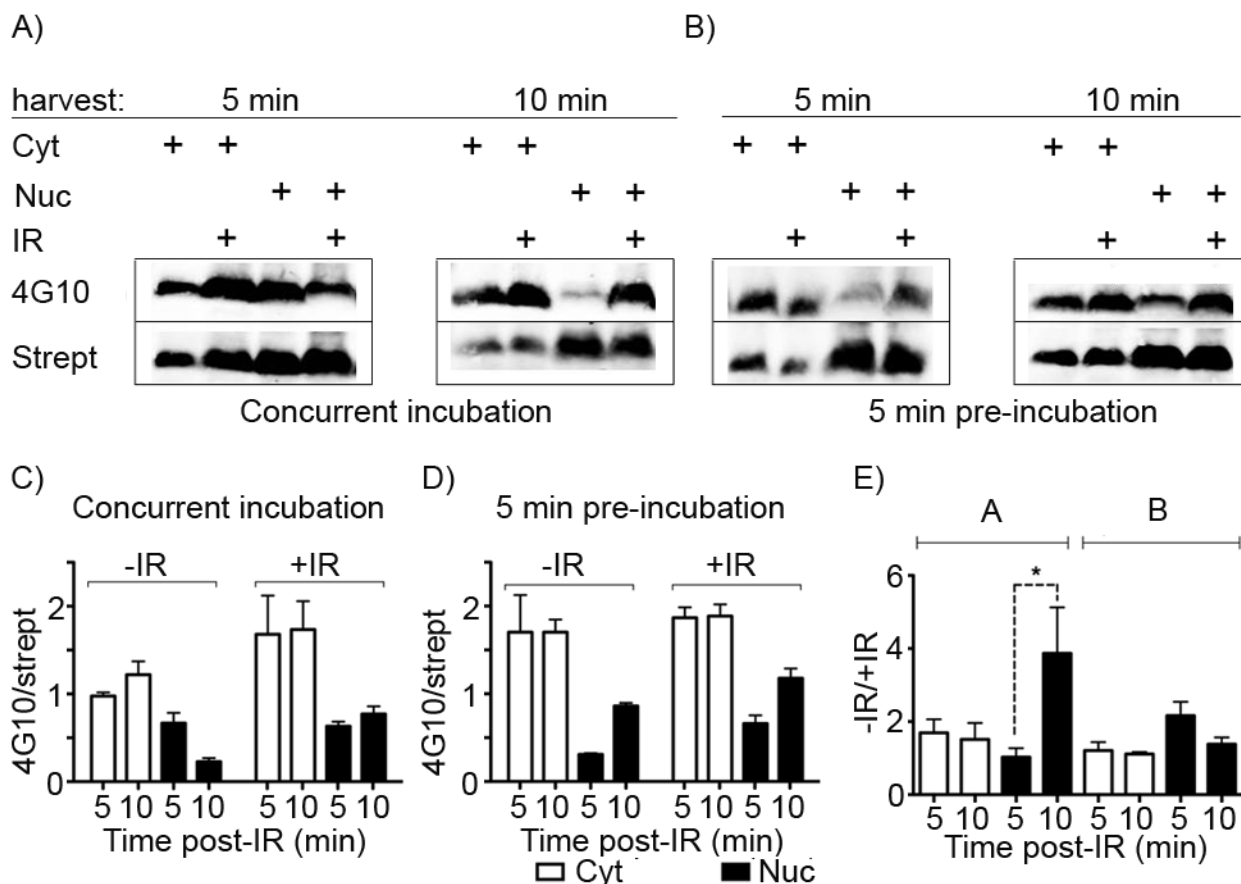 A) B)
harvest: 5 min 10 min 5 min 10 min
Cyt + + + + + + + +
Nuc + + + + + + + +
IR + + + + + + + +
4G10
Strept
Concurrent incubation 5 min pre-incubation
C) D) E)
Concurrent incubation 5 min pre-incubation A B
-IR +IR -IR +IR *
4G10/strept 4G10/strept -IR/+IR
2 2 6
1 1 4
0 0 2
0
5 10 5 10 5 10 5 10 5 10 5 10 5 10 5 10 5 10 5 10 5 10 5 10
Time post-IR (min) Time post-IR (min) Time post-IR (min)
Cyt Nuc